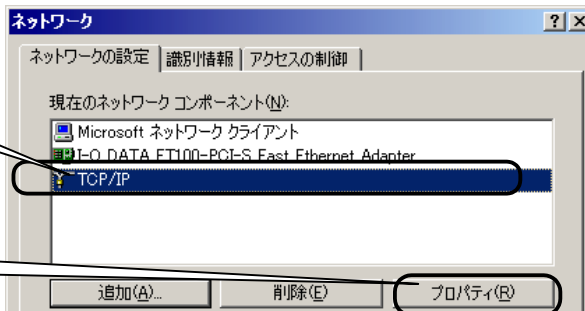 ネットワーク
ネットワークの設定 識別情報 アクセスの制御
現在のネットワーク コンポーネント(N):
Microsoft ネットワーク クライアント
I-O DATA ET100-PCI-S Fast Ethernet Adapter
TCP/IP
追加(A)... 削除(E) プロパティ(R)